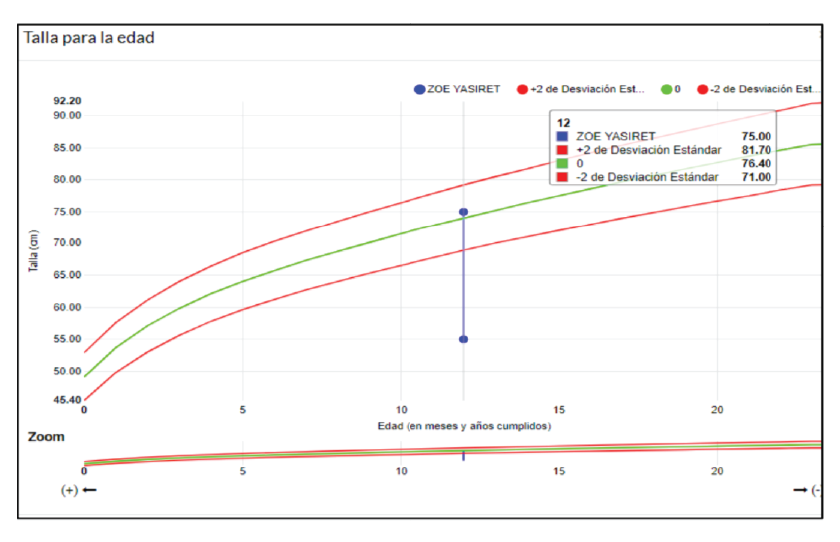 Talla para la edad
ZOE YASIRET +2 de Desviación Est... 0 -2 de Desviación Est...
92.20
90.00
85.00
80.00
75.00
70.00
65.00
60.00
55.00
50.00
45.40
Talla (cm)
12
ZOE YASIRET 75.00
+2 de Desviación Estándar 81.70
0 76.40
-2 de Desviación Estándar 71.00
0 5 10 15 20
Edad (en meses y años cumplidos)
Zoom
0 5 10 15 20
(+) ← → (-